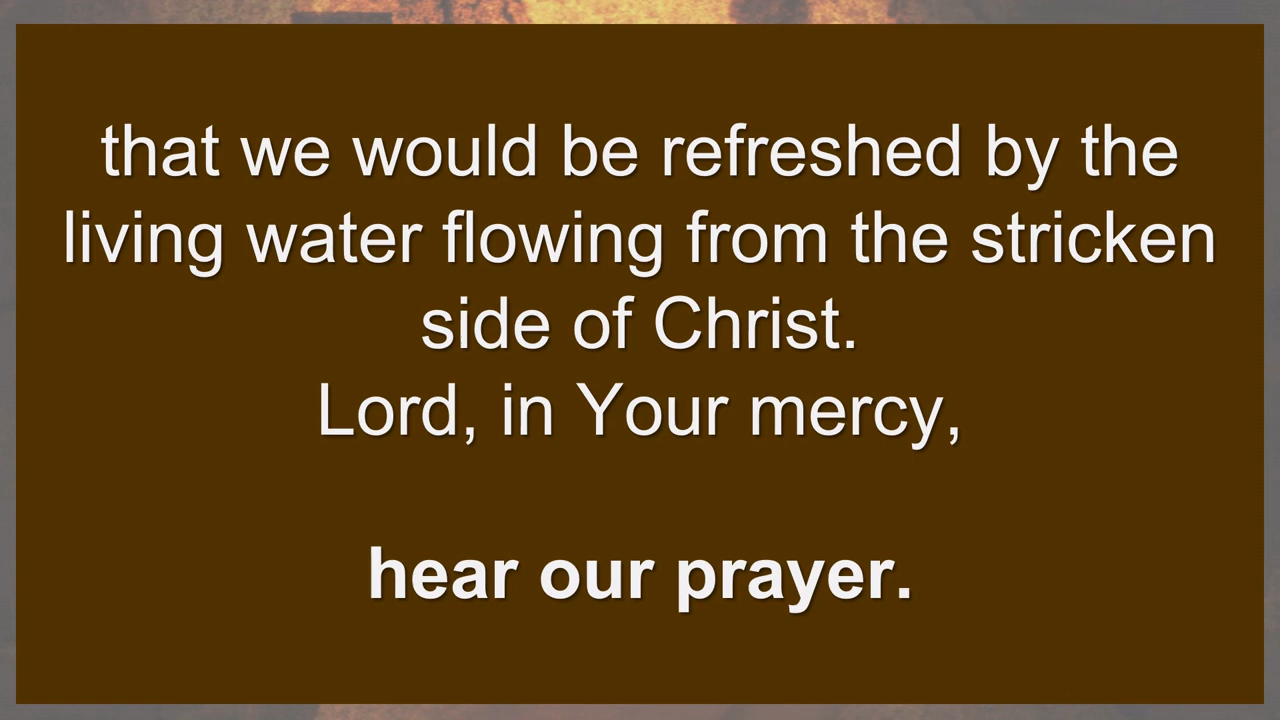 that we would be refreshed by the
living water flowing from the stricken
side of Christ.
Lord, in Your mercy,
hear our prayer.